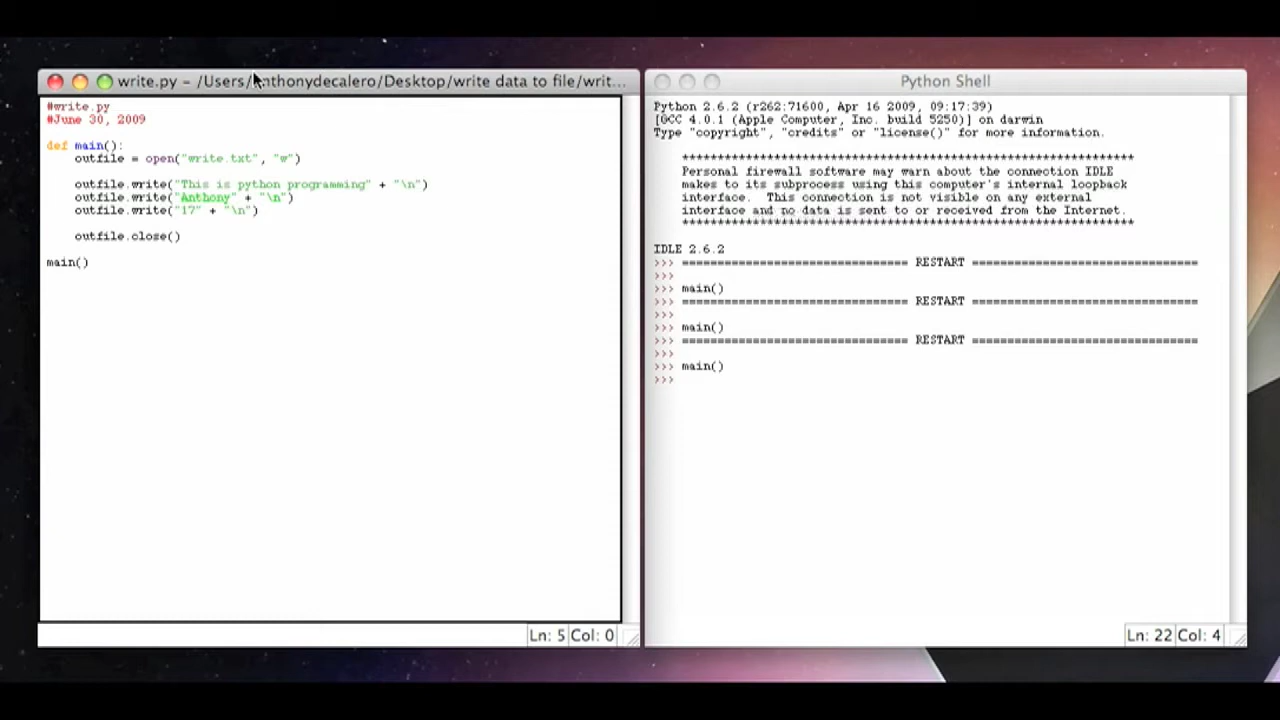 write.py - /Users/anthonydecalero/Desktop/write data to file/writ...
#write.py
#June 30, 2009
def main():
outfile = open("write.txt", "w")
outfile.write("This is python programming" + "\n")
outfile.write("Anthony" + "\n")
outfile.write("17" + "\n")
outfile.close()
main()
Ln: 5 Col: 0
Python Shell
Python 2.6.2 (r262:71600, Apr 16 2009, 09:17:39)
[GCC 4.0.1 (Apple Computer, Inc. build 5250)] on darwin
Type "copyright", "credits" or "license()" for more information.
****************************************************************
Personal firewall software may warn about the connection IDLE
makes to its subprocess using this computer's internal loopback
interface.  This connection is not visible on any external
interface and no data is sent to or received from the Internet.
****************************************************************
IDLE 2.6.2
>>> ================================ RESTART ================================
>>>
>>> main()
>>> ================================ RESTART ================================
>>>
>>> main()
>>> ================================ RESTART ================================
>>>
>>> main()
>>>
Ln: 22 Col: 4